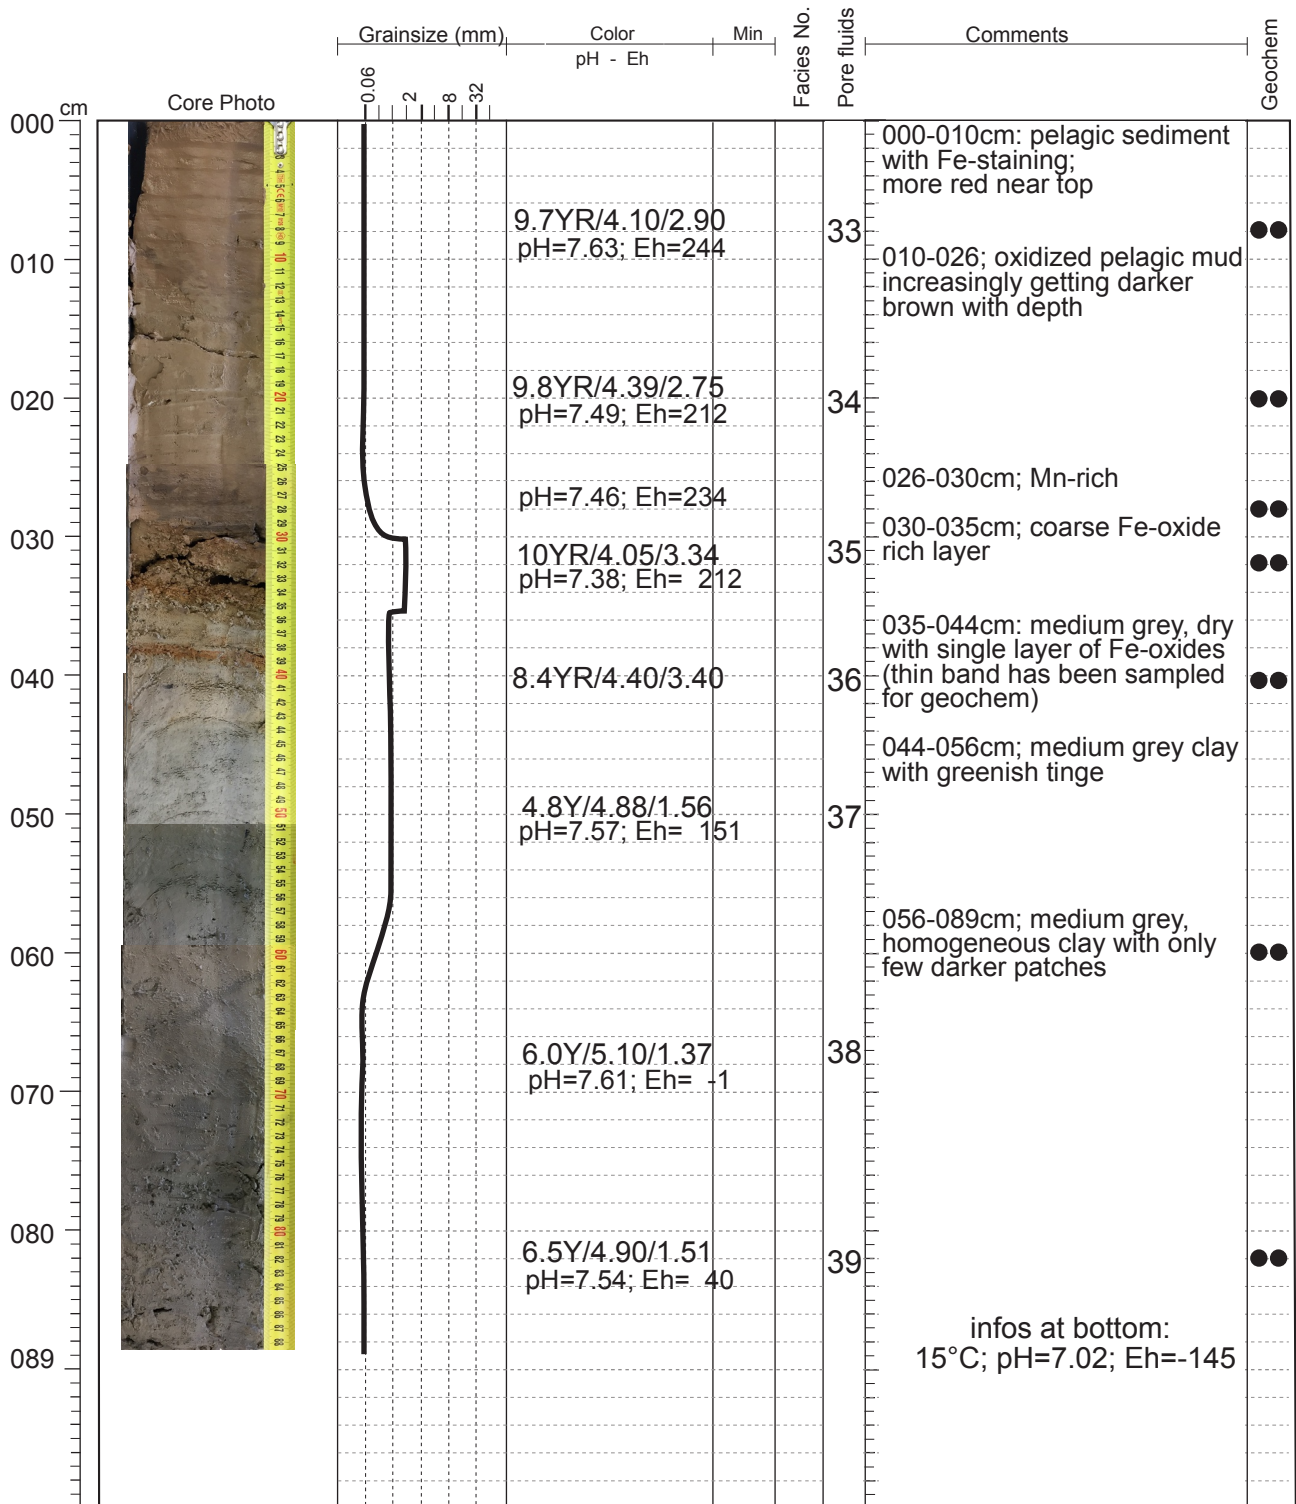 Grainsize (mm)
Color
Min
pH - Eh
Facies No.
Pore fluids
Comments
Geochem
cm
Core Photo
0.06
2
8
32
000
000-010cm: pelagic sediment
with Fe-staining;
more red near top
9.7YR/4.10/2.90
pH=7.63; Eh=244
33
010
010-026; oxidized pelagic mud
increasingly getting darker
brown with depth
020
9.8YR/4.39/2.75
pH=7.49; Eh=212
34
026-030cm; Mn-rich
pH=7.46; Eh=234
030
030-035cm; coarse Fe-oxide
rich layer
10YR/4.05/3.34
pH=7.38; Eh= 212
35
035-044cm: medium grey, dry
with single layer of Fe-oxides
(thin band has been sampled
for geochem)
040
8.4YR/4.40/3.40
36
044-056cm; medium grey clay
with greenish tinge
050
4.8Y/4.88/1.56
pH=7.57; Eh= 151
37
056-089cm; medium grey,
homogeneous clay with only
few darker patches
060
6.0Y/5.10/1.37
pH=7.61; Eh= -1
38
070
080
6.5Y/4.90/1.51
pH=7.54; Eh= 40
39
infos at bottom:
15°C; pH=7.02; Eh=-145
089